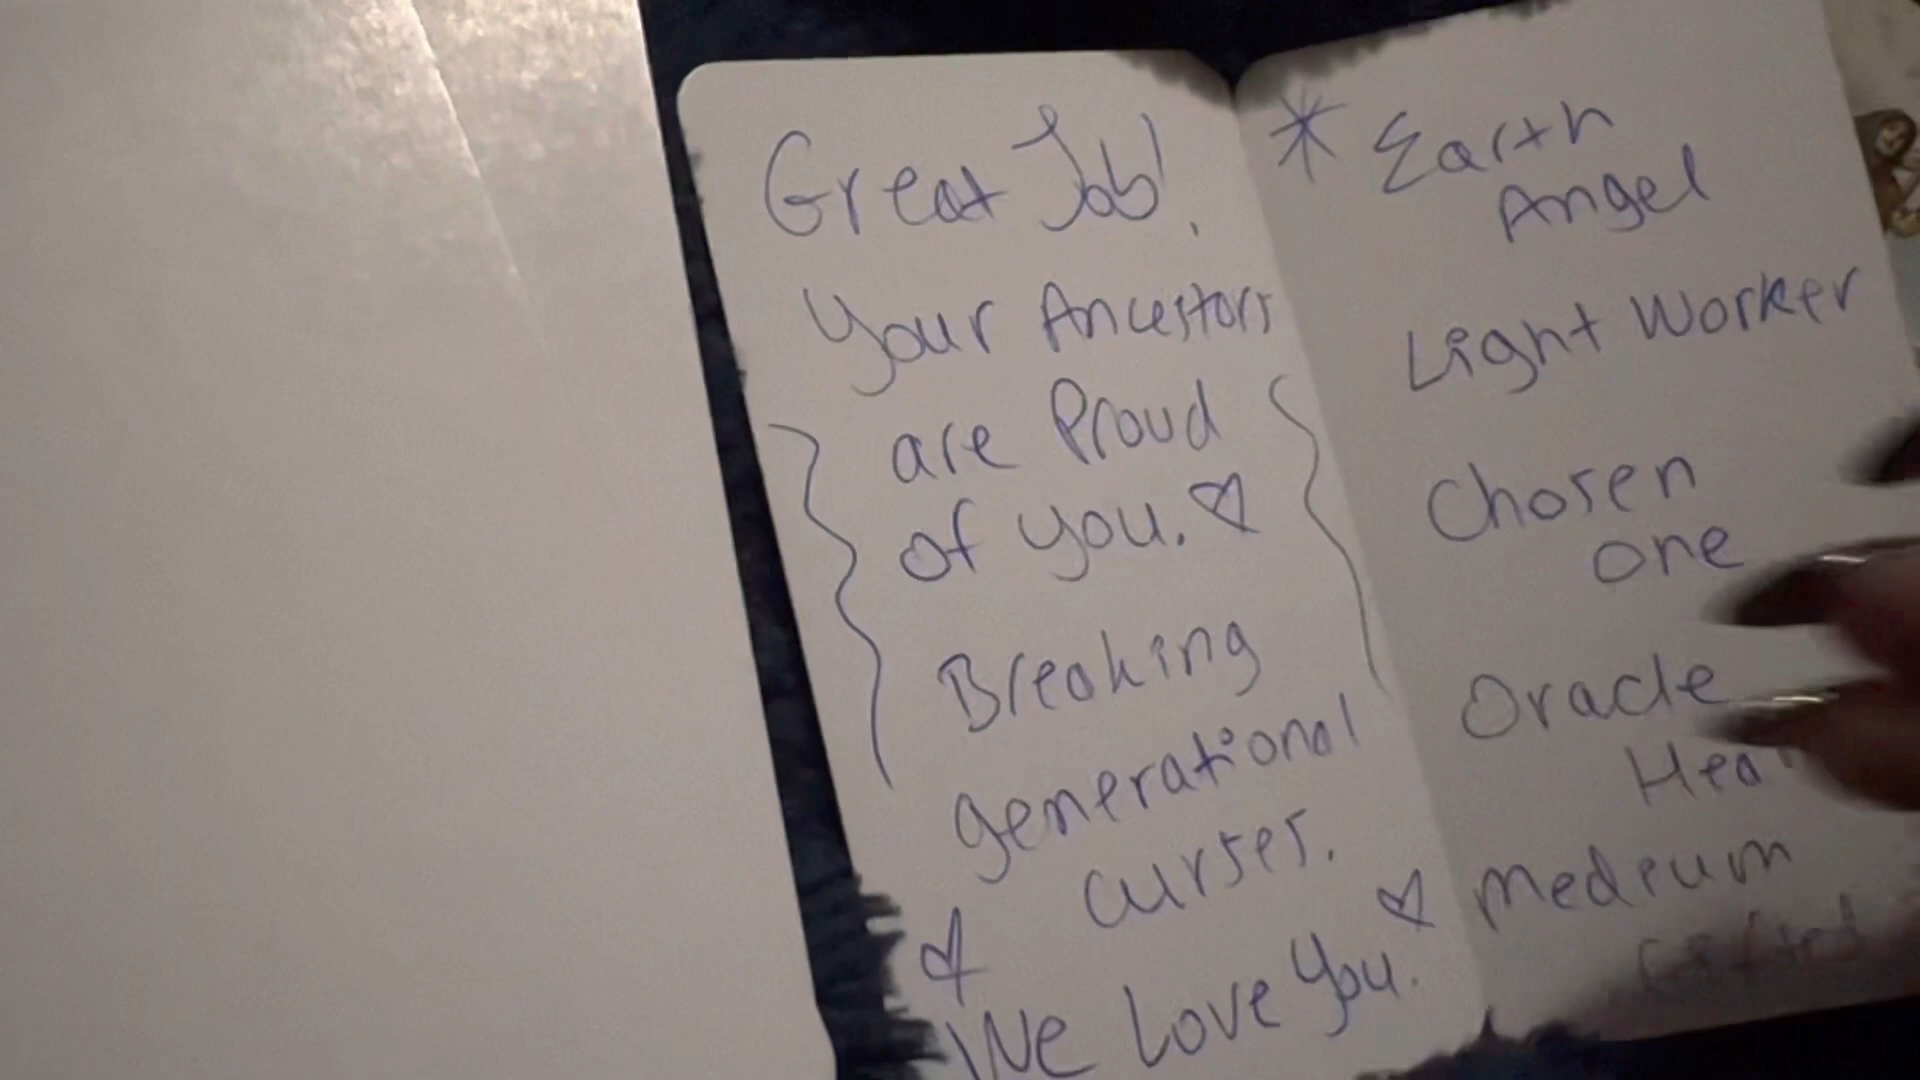 Great Job!
Your Ancestors
are Proud
of you.
Breaking
generational
curses.
We Love You.
Earth
Angel
Light Worker
Chosen
one
Oracle
Medium